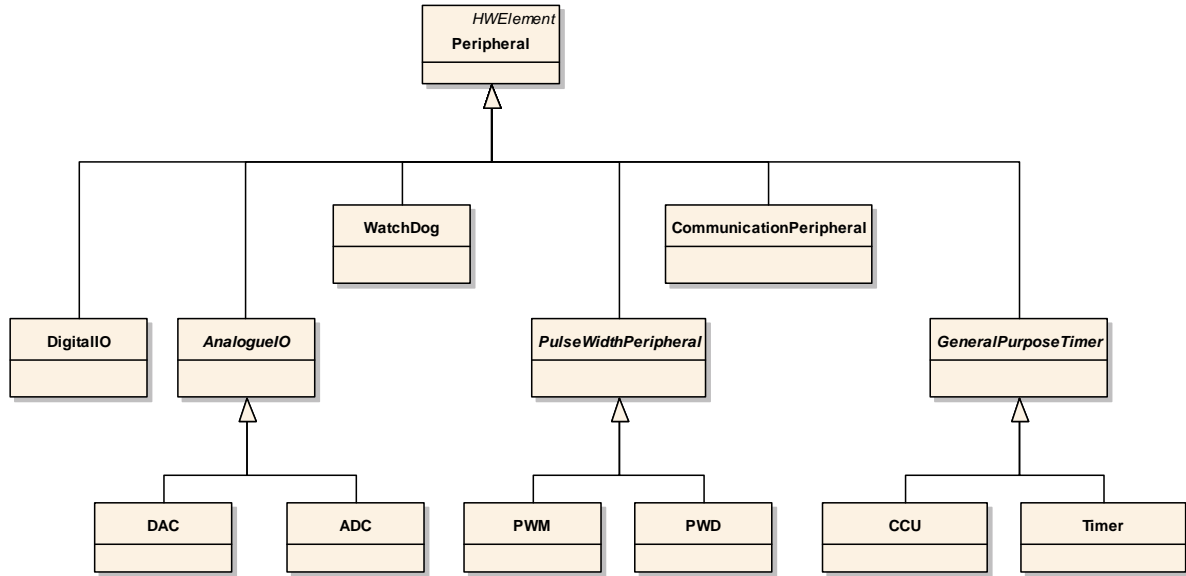 HWElement
Peripheral
WatchDog
CommunicationPeripheral
DigitalIO
AnalogueIO
PulseWidthPeripheral
GeneralPurposeTimer
DAC
ADC
PWM
PWD
CCU
Timer